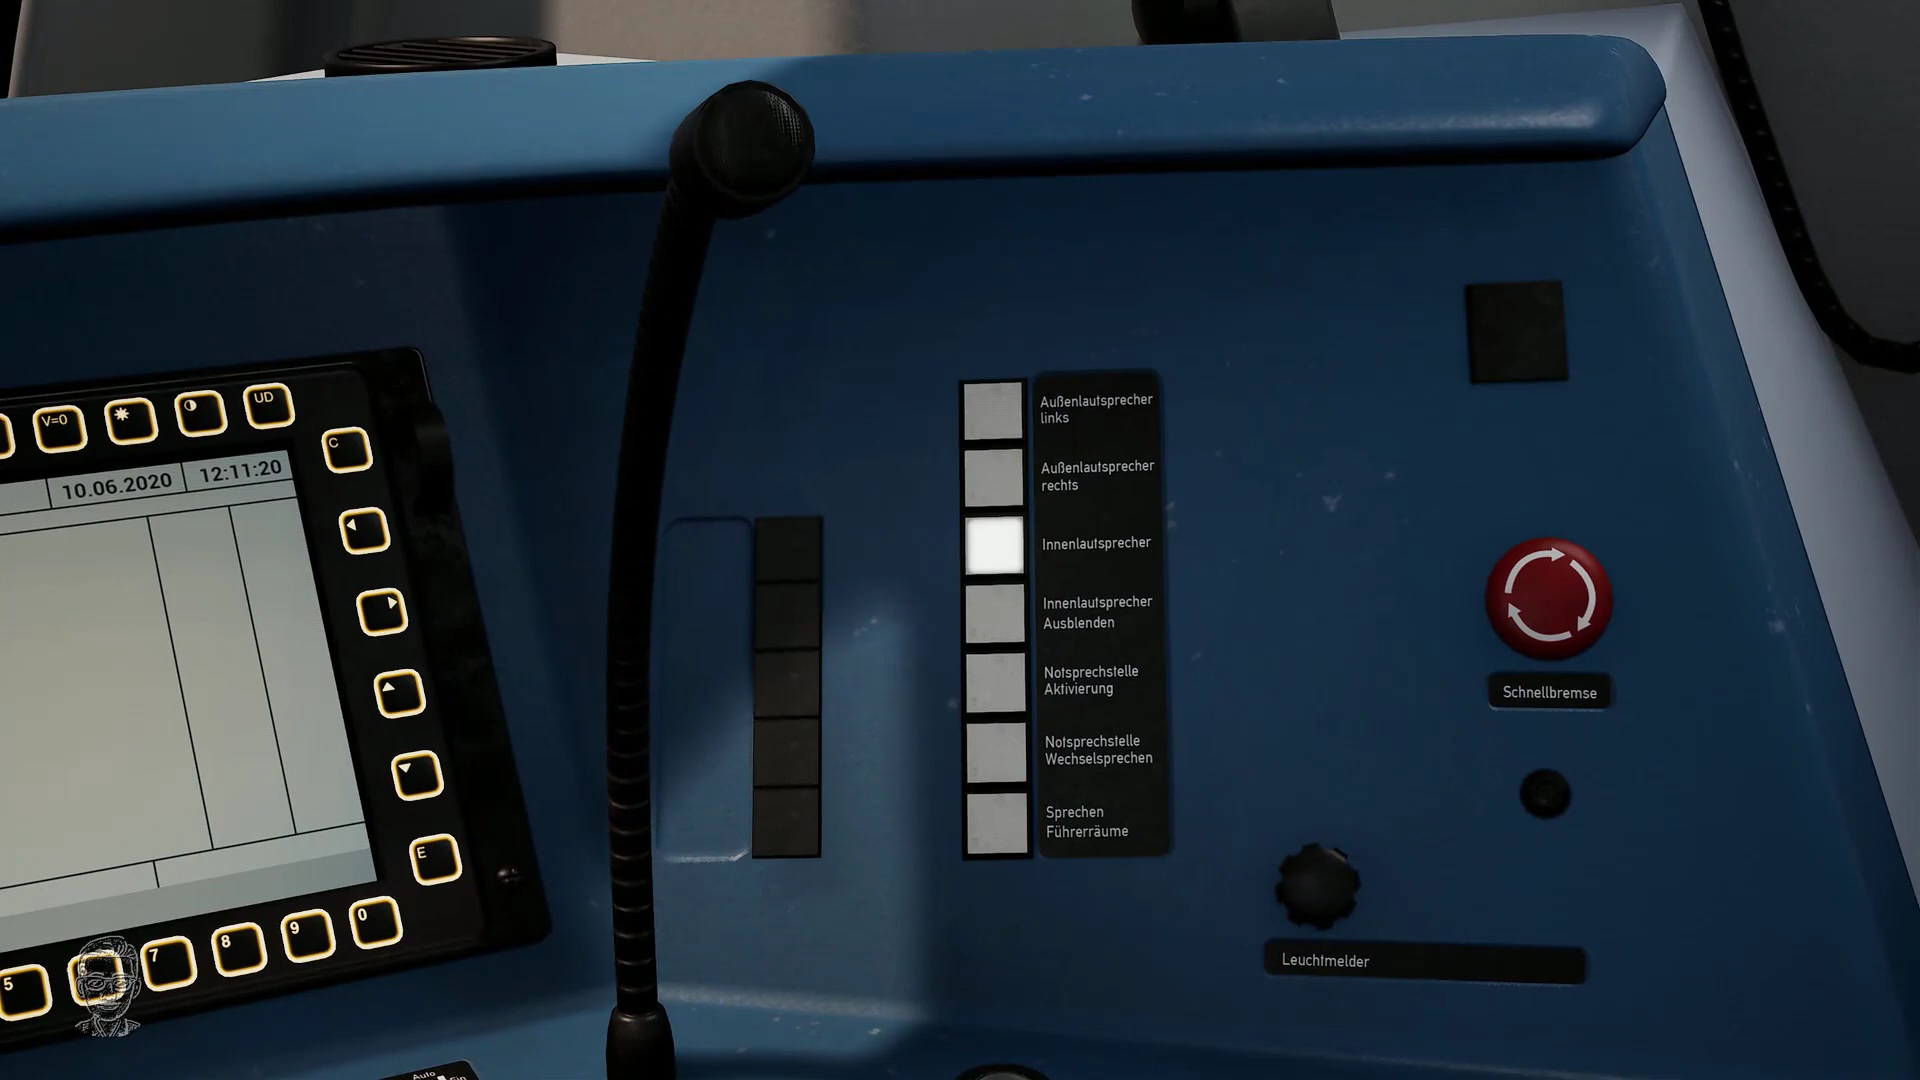 V=0
UD
C
10.06.2020
12:11:20
E
5
7
8
9
0
Außenlautsprecher
links
Außenlautsprecher
rechts
Innenlautsprecher
Innenlautsprecher
Ausblenden
Notsprechstelle
Aktivierung
Notsprechstelle
Wechselsprechen
Sprechen
Führerräume
Schnellbremse
Leuchtmelder
Auto